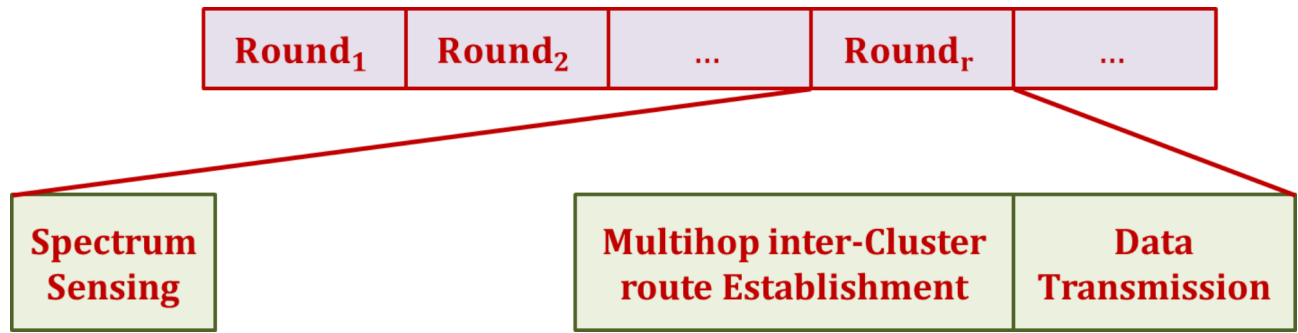 Round₁ Round₂ ... Roundᵣ ...
Spectrum Multihop inter-Cluster Data
Sensing route Establishment Transmission